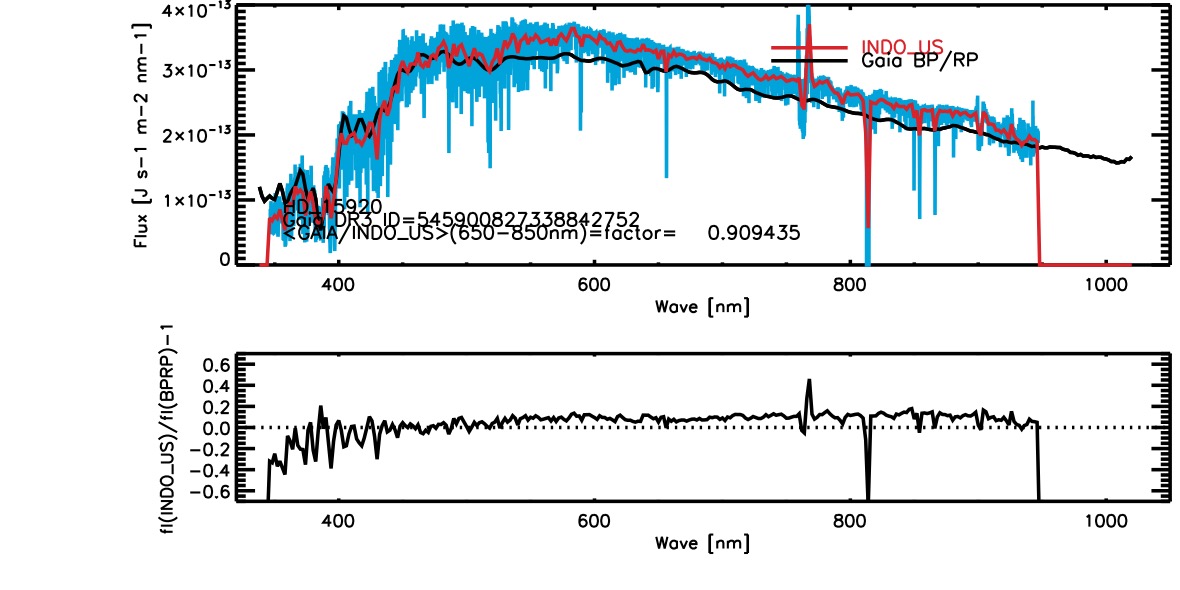 4×10−13
3×10−13
2×10−13
1×10−13
0
Flux [J s−1 m−2 nm−1]
INDO_US
Gaia BP/RP
HD_15920
Gaia DR3 ID=545900827338842752
<GAIA/INDO_US>(650−850nm)=factor= 0.909435
400 600 800 1000
Wave [nm]
fl(INDO_US)/fl(BPRP)−1
0.6
0.4
0.2
0.0
−0.2
−0.4
−0.6
400 600 800 1000
Wave [nm]